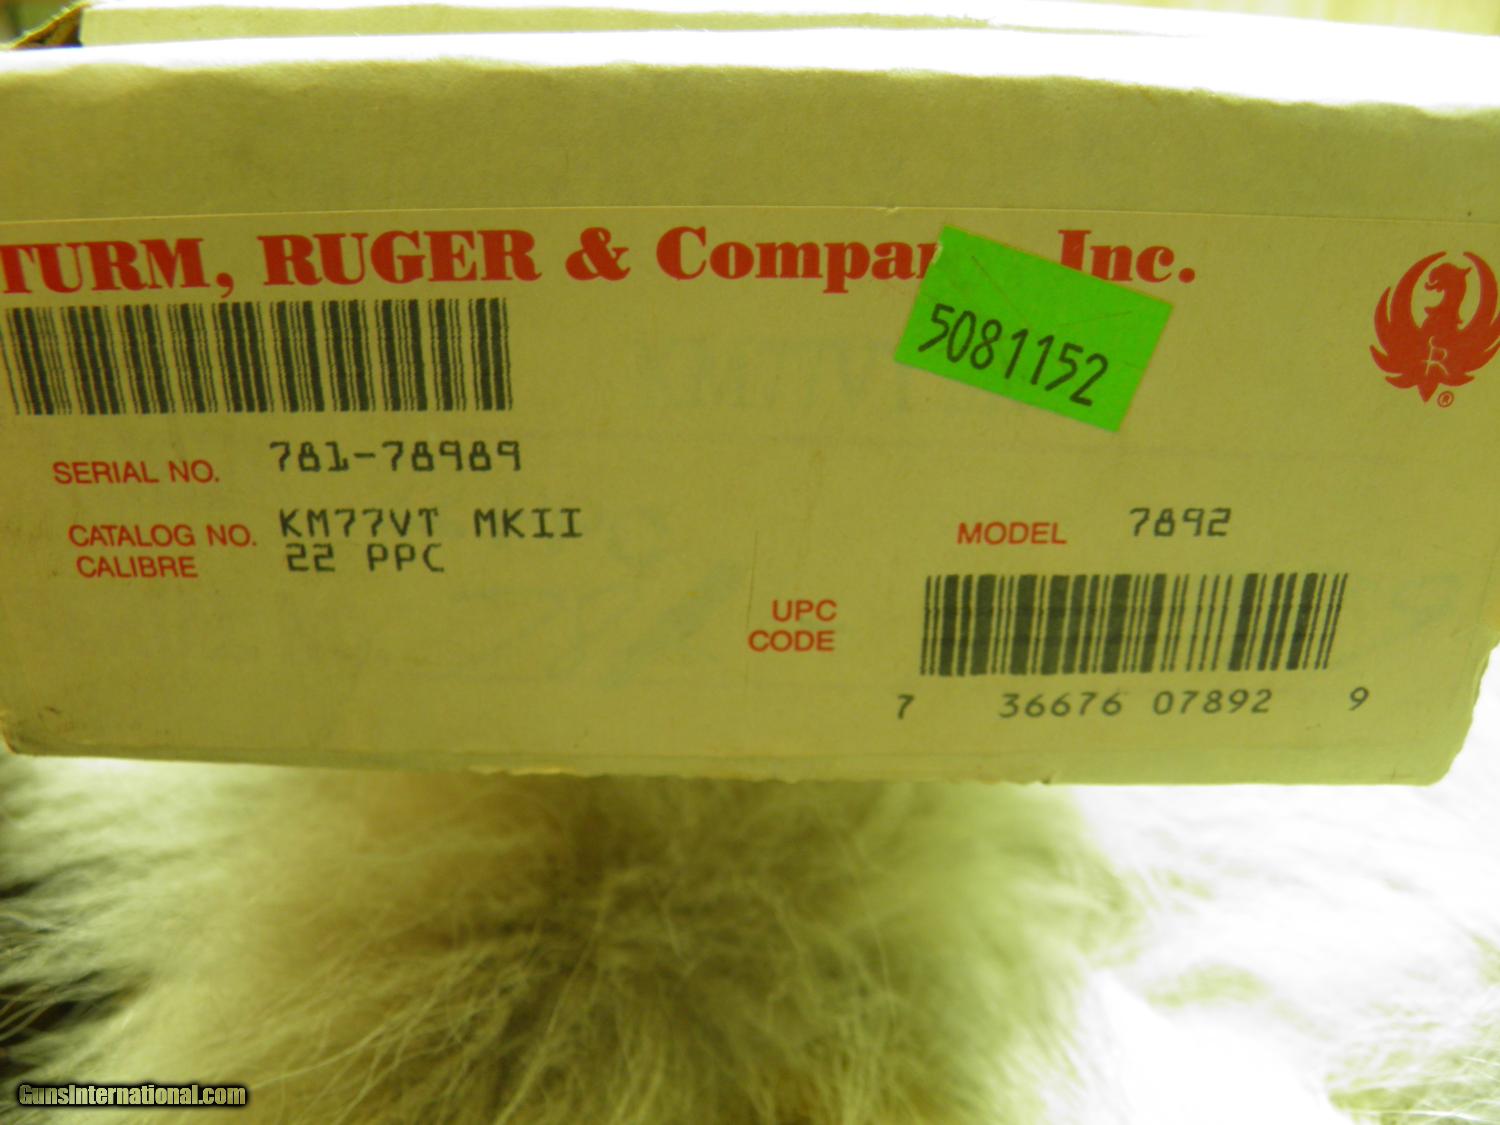 TURM, RUGER & Compa Inc.
5081152
R
®
SERIAL NO. 781-78989
CATALOG NO. KM77VT MKII
CALIBRE 22 PPC
MODEL 7892
UPC
CODE
7 36676 07892 9
GunsInternational.com